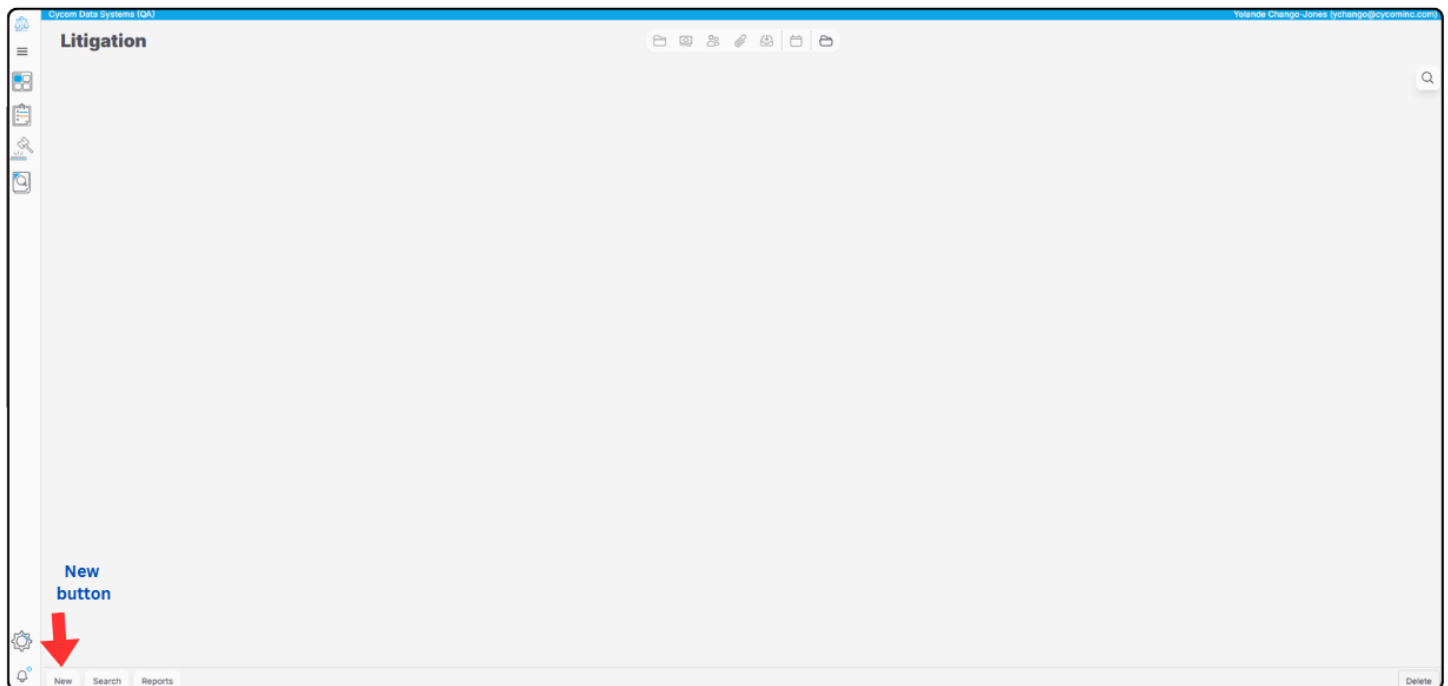 Cycom Data Systems (QA) Yolande Chango-Jones (ychango@cycominc.com)
Litigation
New
button
New Search Reports Delete